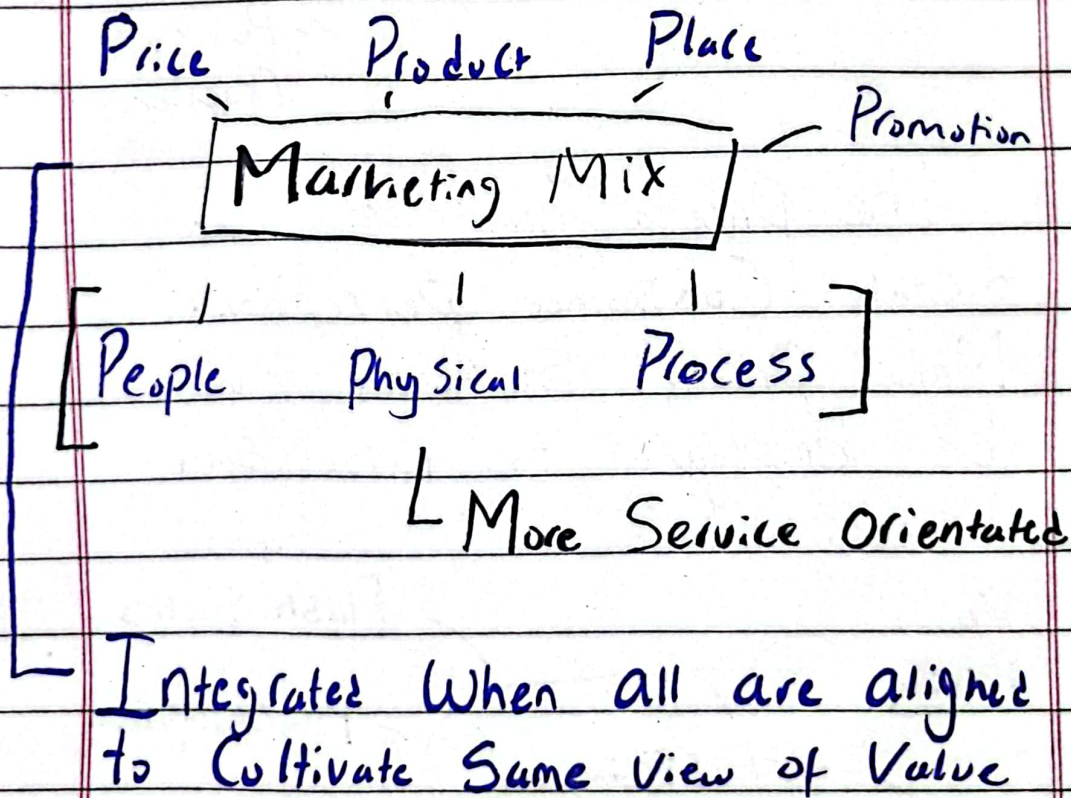 Price Product Place
Promotion
Marketing Mix
People Physical Process
More Service Orientated
Integrated When all are aligned
to Cultivate Same view of Value